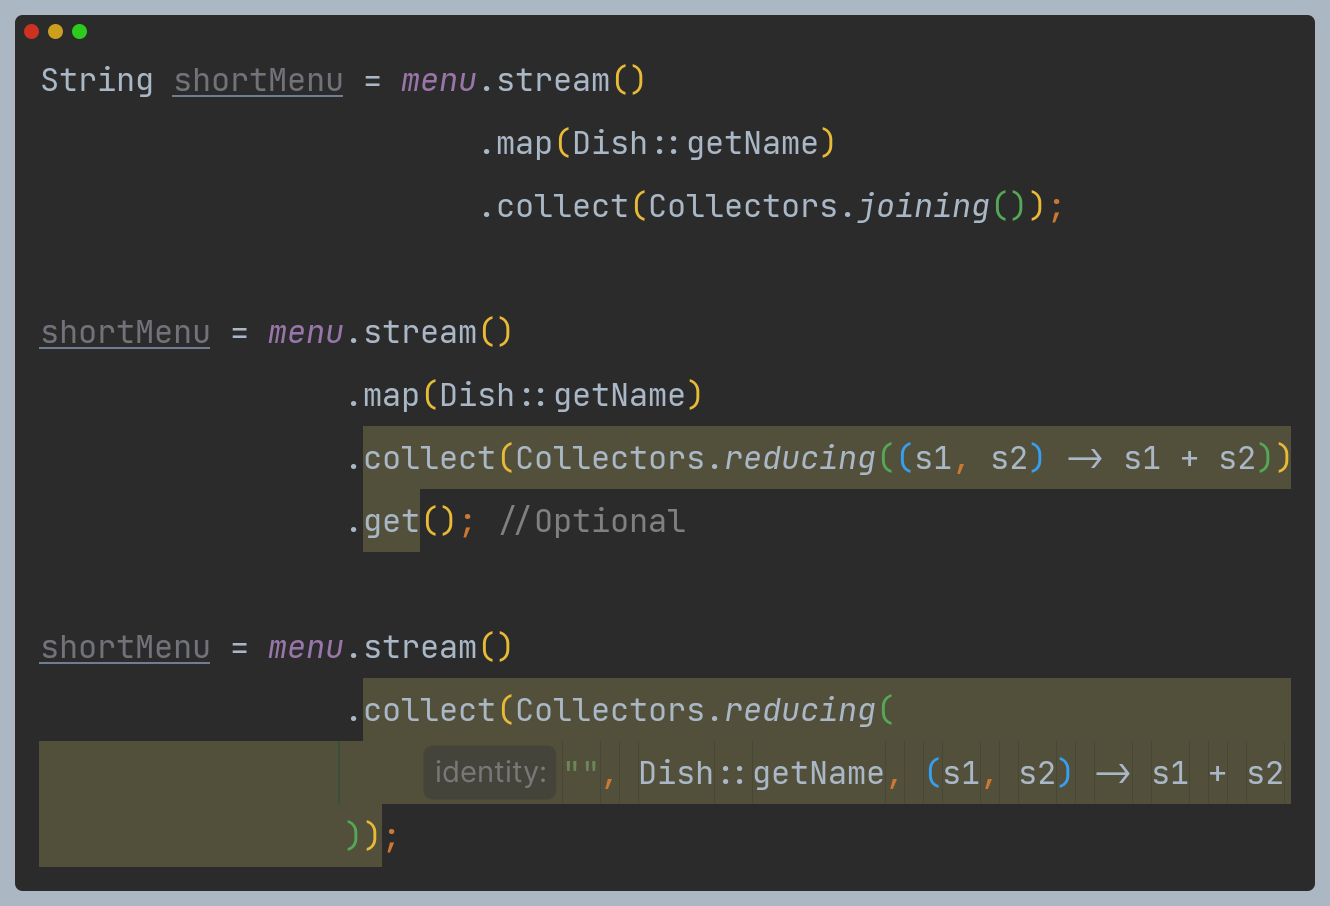 String shortMenu = menu.stream()
.map(Dish::getName)
.collect(Collectors.joining());
shortMenu = menu.stream()
.map(Dish::getName)
.collect(Collectors.reducing((s1, s2) -> s1 + s2))
.get(); //Optional
shortMenu = menu.stream()
.collect(Collectors.reducing(
identity: "", Dish::getName, (s1, s2) -> s1 + s2
));